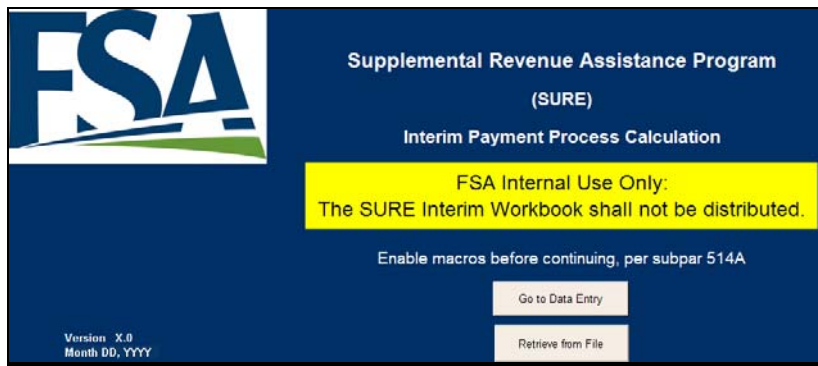 FSA
Supplemental Revenue Assistance Program
(SURE)
Interim Payment Process Calculation
FSA Internal Use Only:
The SURE Interim Workbook shall not be distributed.
Enable macros before continuing, per subpar 514A
Go to Data Entry
Retrieve from File
Version X.0
Month DD, YYYY